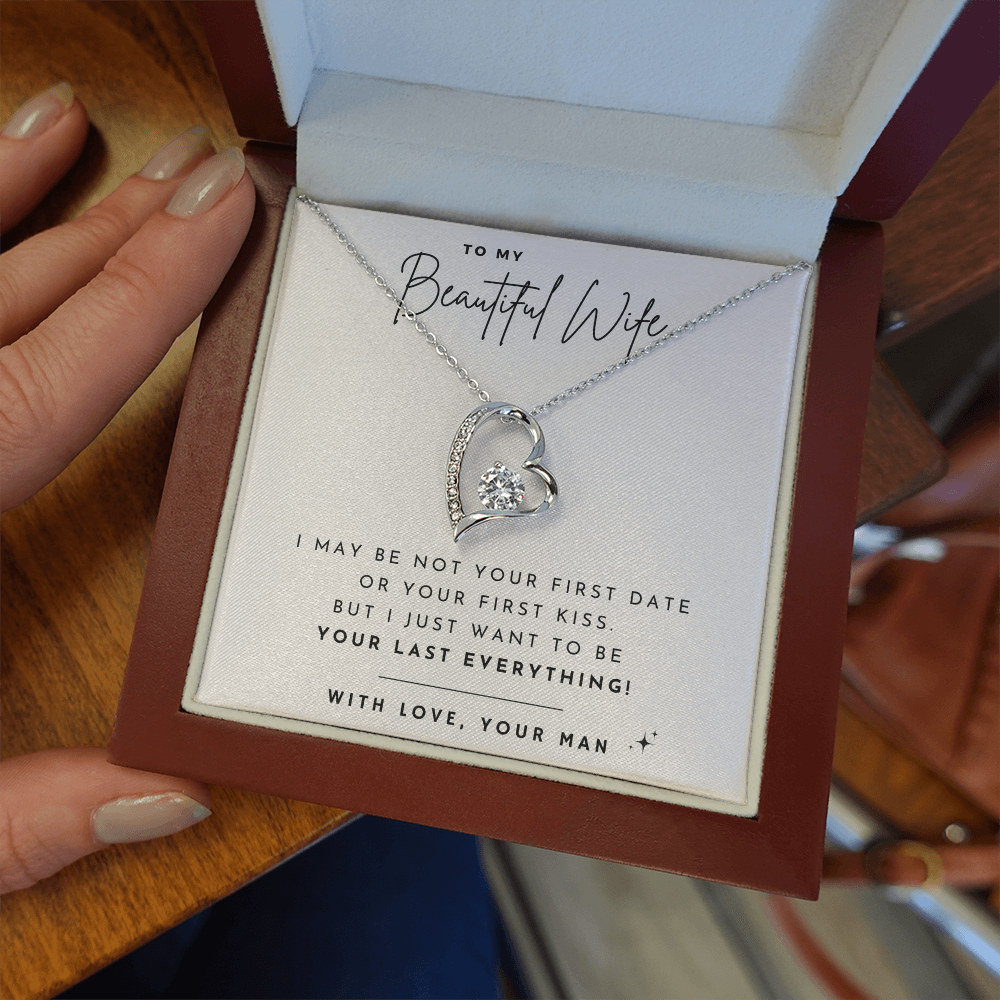 TO MY
Beautiful Wife
I MAY BE NOT YOUR FIRST DATE
OR YOUR FIRST KISS.
BUT I JUST WANT TO BE
YOUR LAST EVERYTHING!
WITH LOVE, YOUR MAN